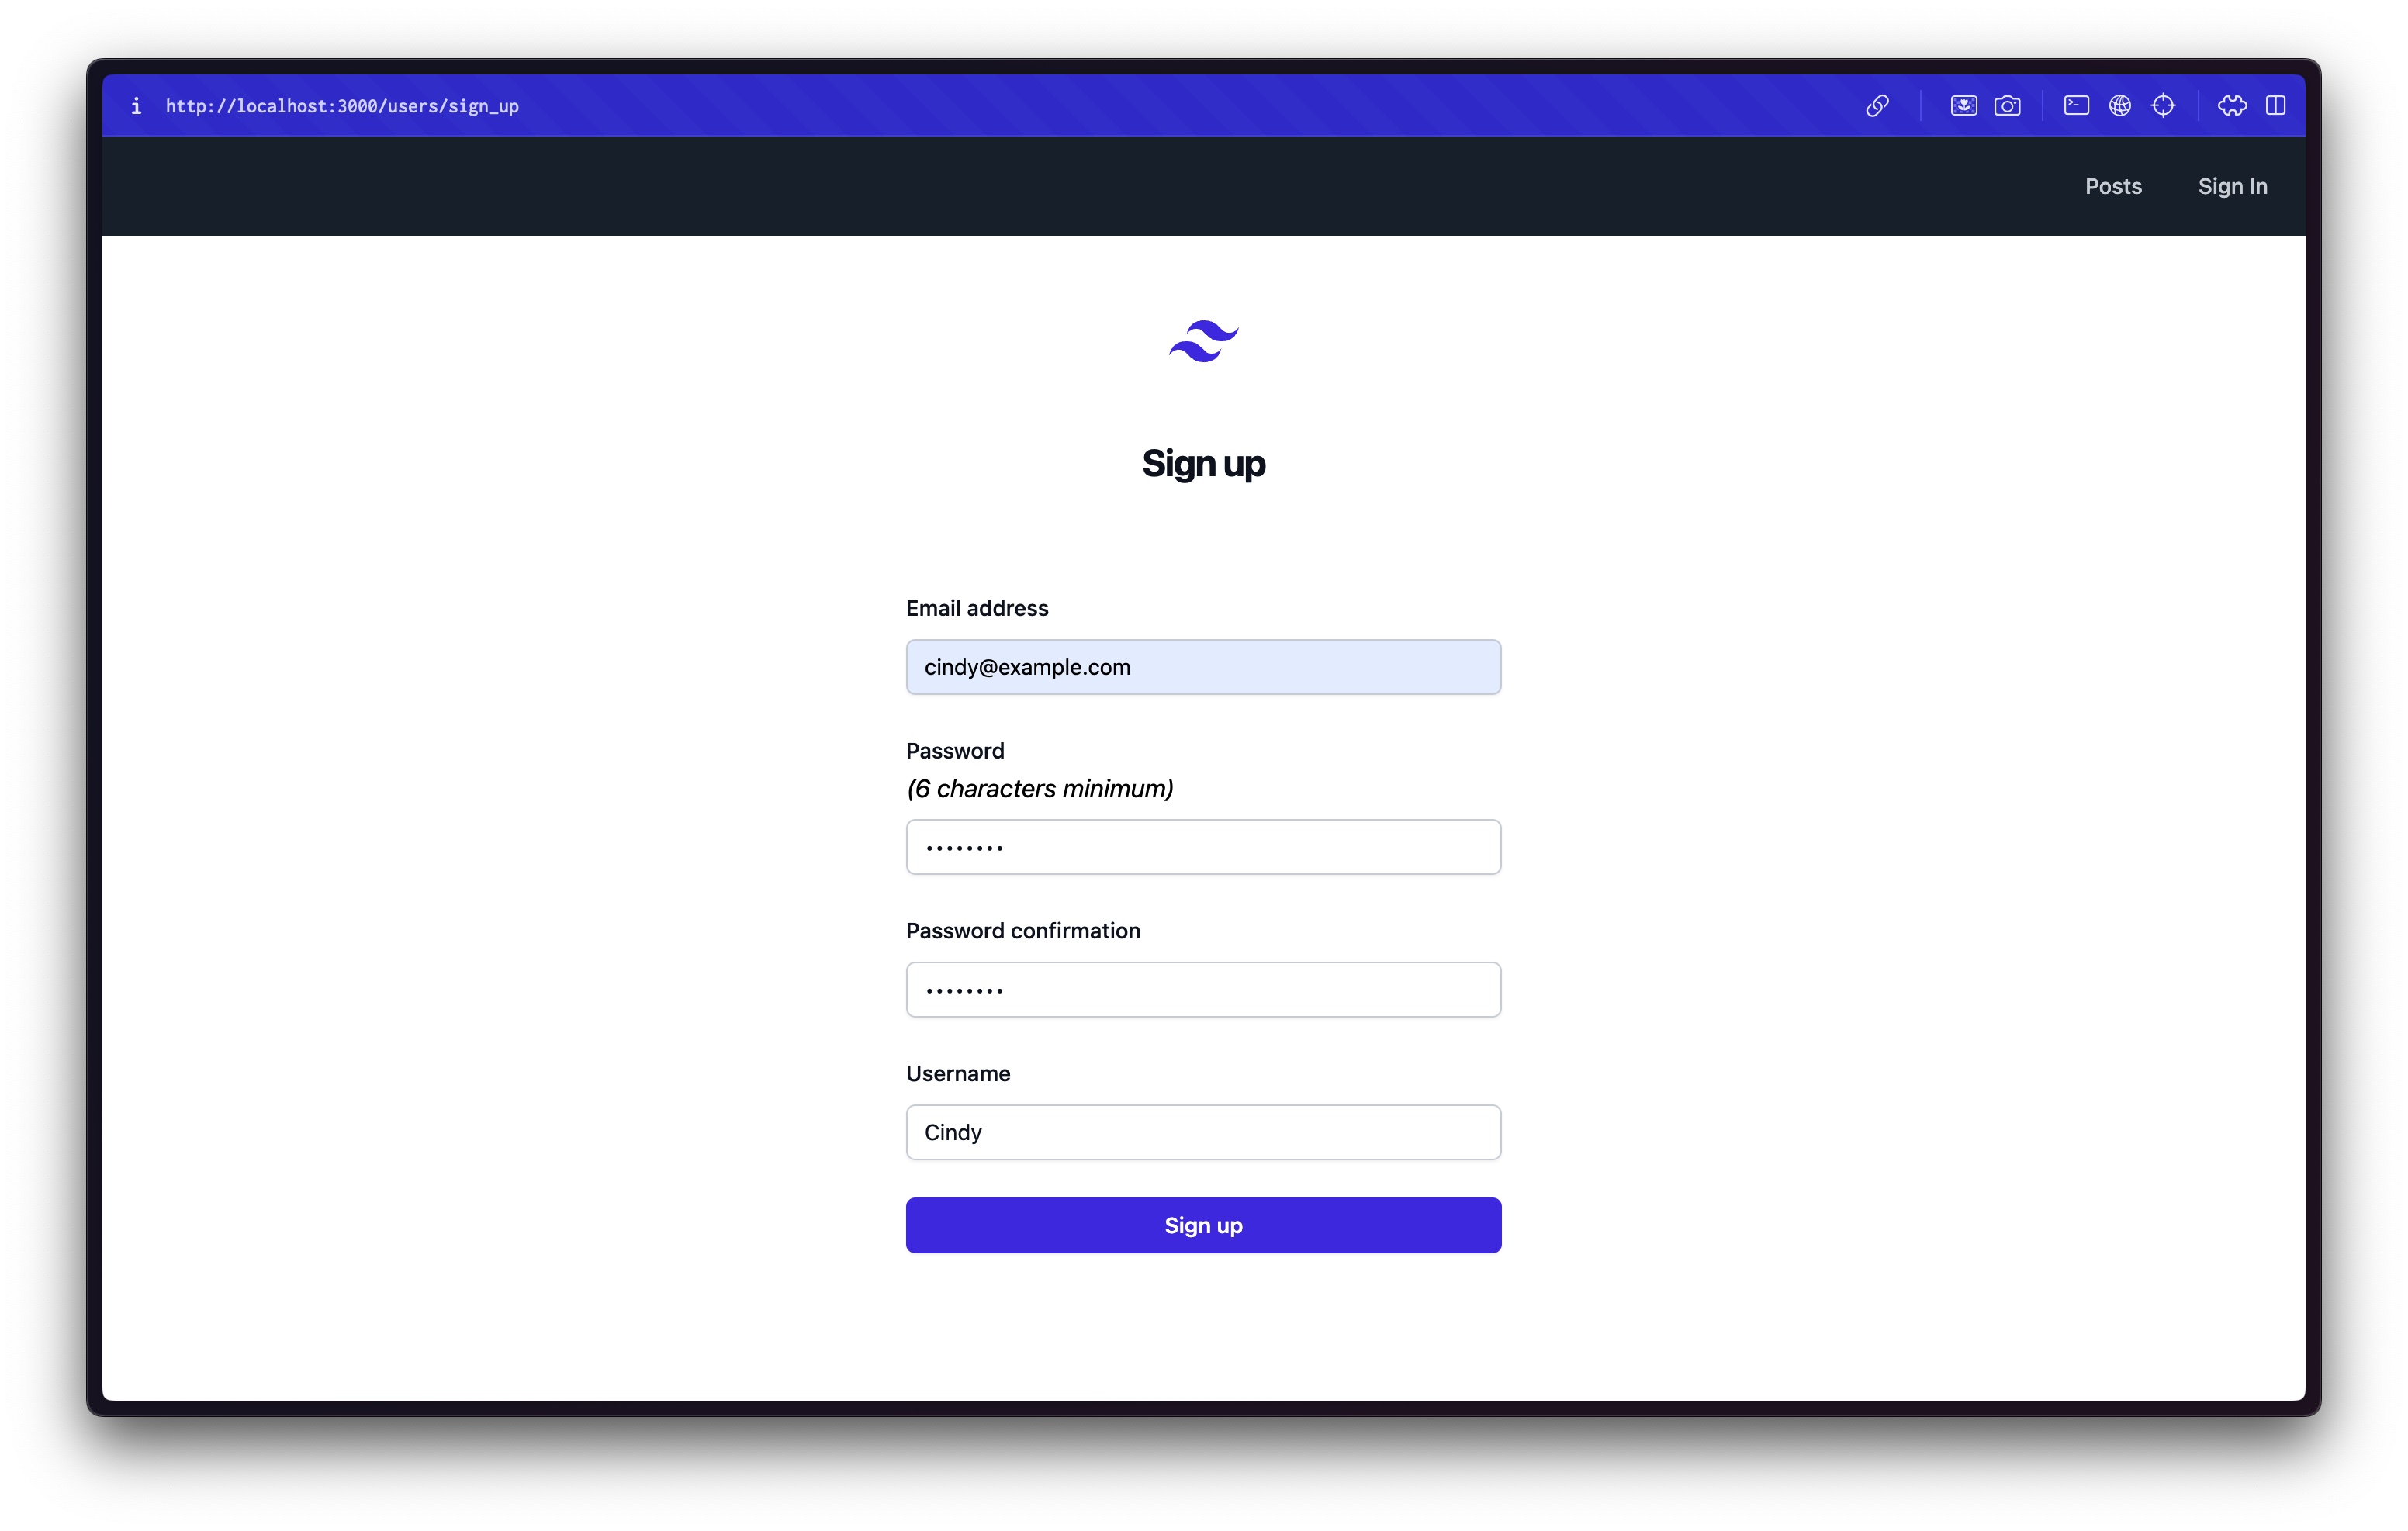 http://localhost:3000/users/sign_up
Posts Sign In
Sign up
Email address
cindy@example.com
Password
(6 characters minimum)
••••••••
Password confirmation
••••••••
Username
Cindy
Sign up